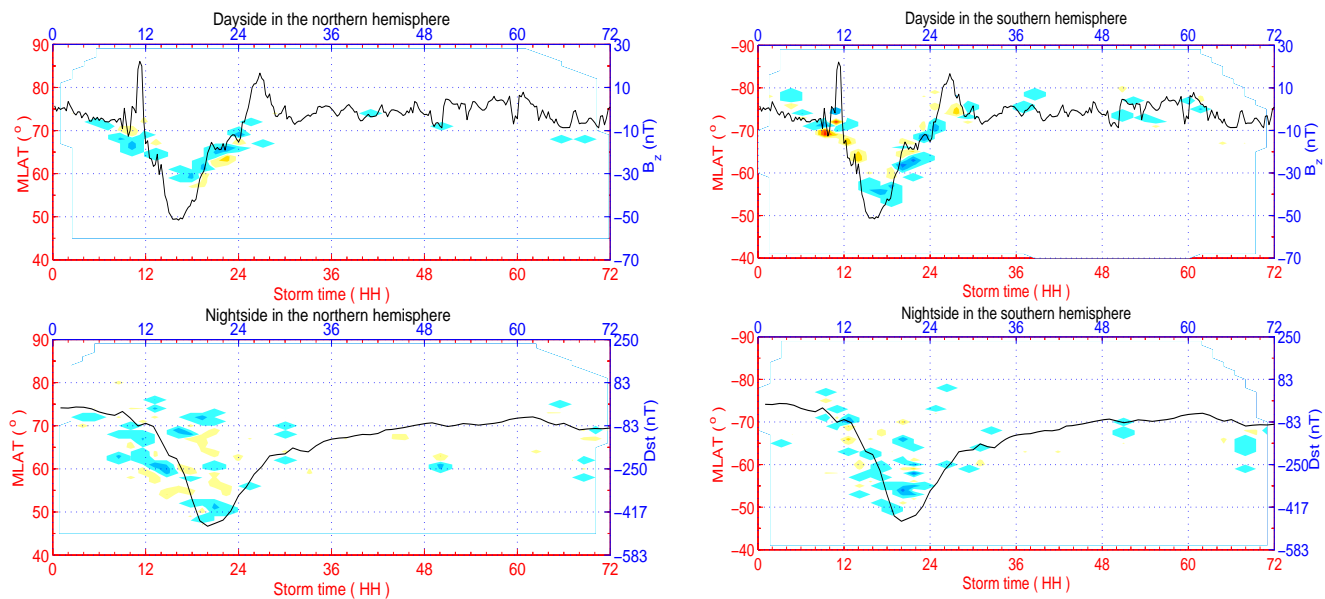 Dayside in the northern hemisphere
0 12 24 36 48 60 72
90 80 70 60 50 40
MLAT ( ° )
30 10 −10 −30 −50 −70
B_z (nT)
0 12 24 36 48 60 72
Storm time ( HH )
Dayside in the southern hemisphere
0 12 24 36 48 60 72
−90 −80 −70 −60 −50 −40
MLAT ( ° )
30 10 −10 −30 −50 −70
B_z (nT)
0 12 24 36 48 60 72
Storm time ( HH )
Nightside in the northern hemisphere
0 12 24 36 48 60 72
90 80 70 60 50 40
MLAT ( ° )
250 83 −83 −250 −417 −583
Dst (nT)
0 12 24 36 48 60 72
Storm time ( HH )
Nightside in the southern hemisphere
0 12 24 36 48 60 72
−90 −80 −70 −60 −50 −40
MLAT ( ° )
250 83 −83 −250 −417 −583
Dst (nT)
0 12 24 36 48 60 72
Storm time ( HH )